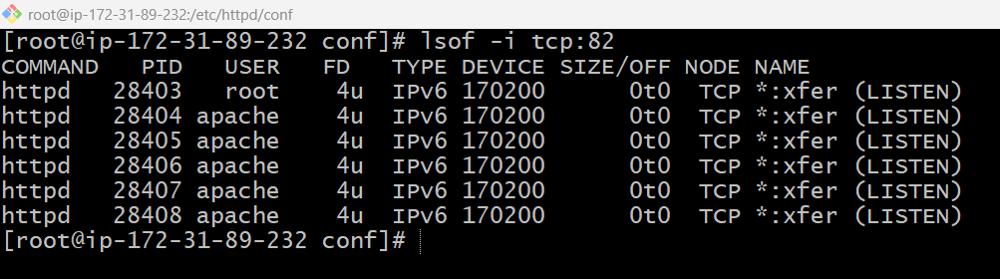 root@ip-172-31-89-232:/etc/httpd/conf
[root@ip-172-31-89-232 conf]# lsof -i tcp:82
COMMAND   PID   USER   FD   TYPE DEVICE SIZE/OFF NODE NAME
httpd   28403   root    4u  IPv6 170200      0t0  TCP *:xfer (LISTEN)
httpd   28404 apache    4u  IPv6 170200      0t0  TCP *:xfer (LISTEN)
httpd   28405 apache    4u  IPv6 170200      0t0  TCP *:xfer (LISTEN)
httpd   28406 apache    4u  IPv6 170200      0t0  TCP *:xfer (LISTEN)
httpd   28407 apache    4u  IPv6 170200      0t0  TCP *:xfer (LISTEN)
httpd   28408 apache    4u  IPv6 170200      0t0  TCP *:xfer (LISTEN)
[root@ip-172-31-89-232 conf]#